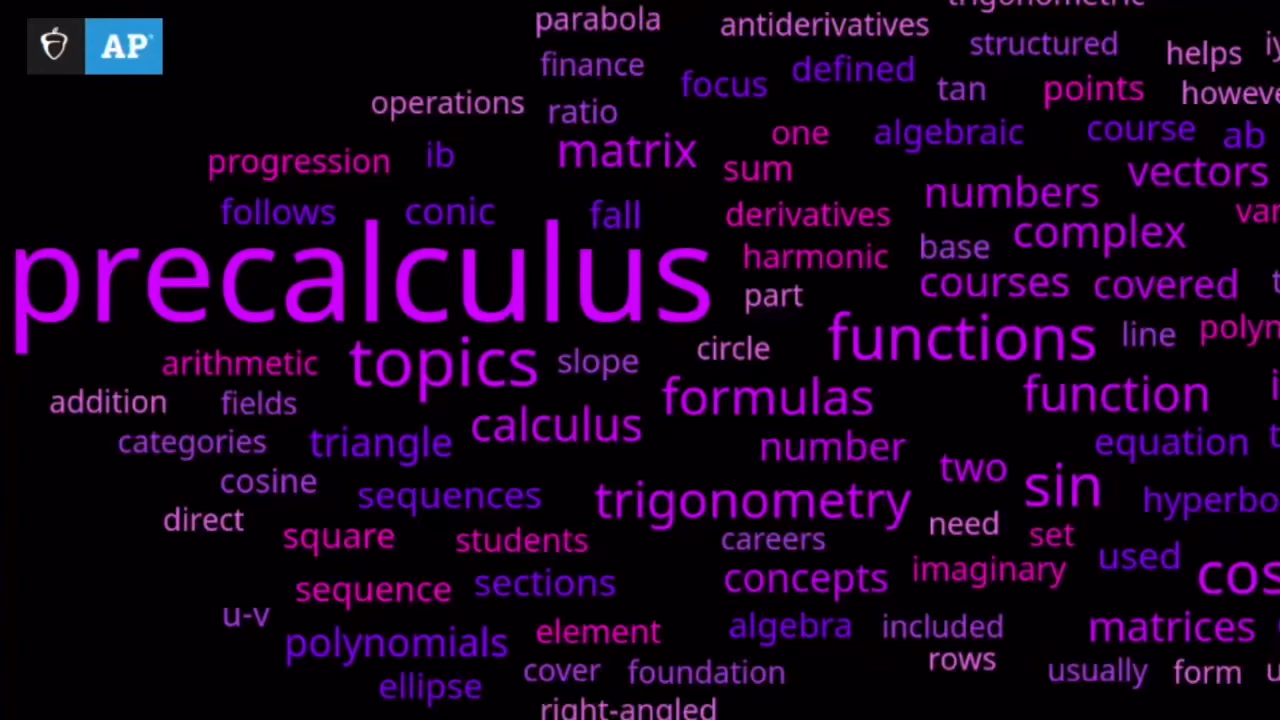 AP
parabola antiderivatives
structured helps
finance focus defined
operations ratio tan points
one algebraic course ab
progression ib matrix sum vectors
follows conic fall derivatives numbers
precalculus harmonic base complex
part courses covered
arithmetic topics slope circle functions line
addition fields formulas function
categories triangle calculus number equation
cosine sequences trigonometry two sin
direct square students careers need set
sequence sections concepts imaginary used
u-v polynomials element algebra included matrices
ellipse cover foundation rows usually form
right-angled